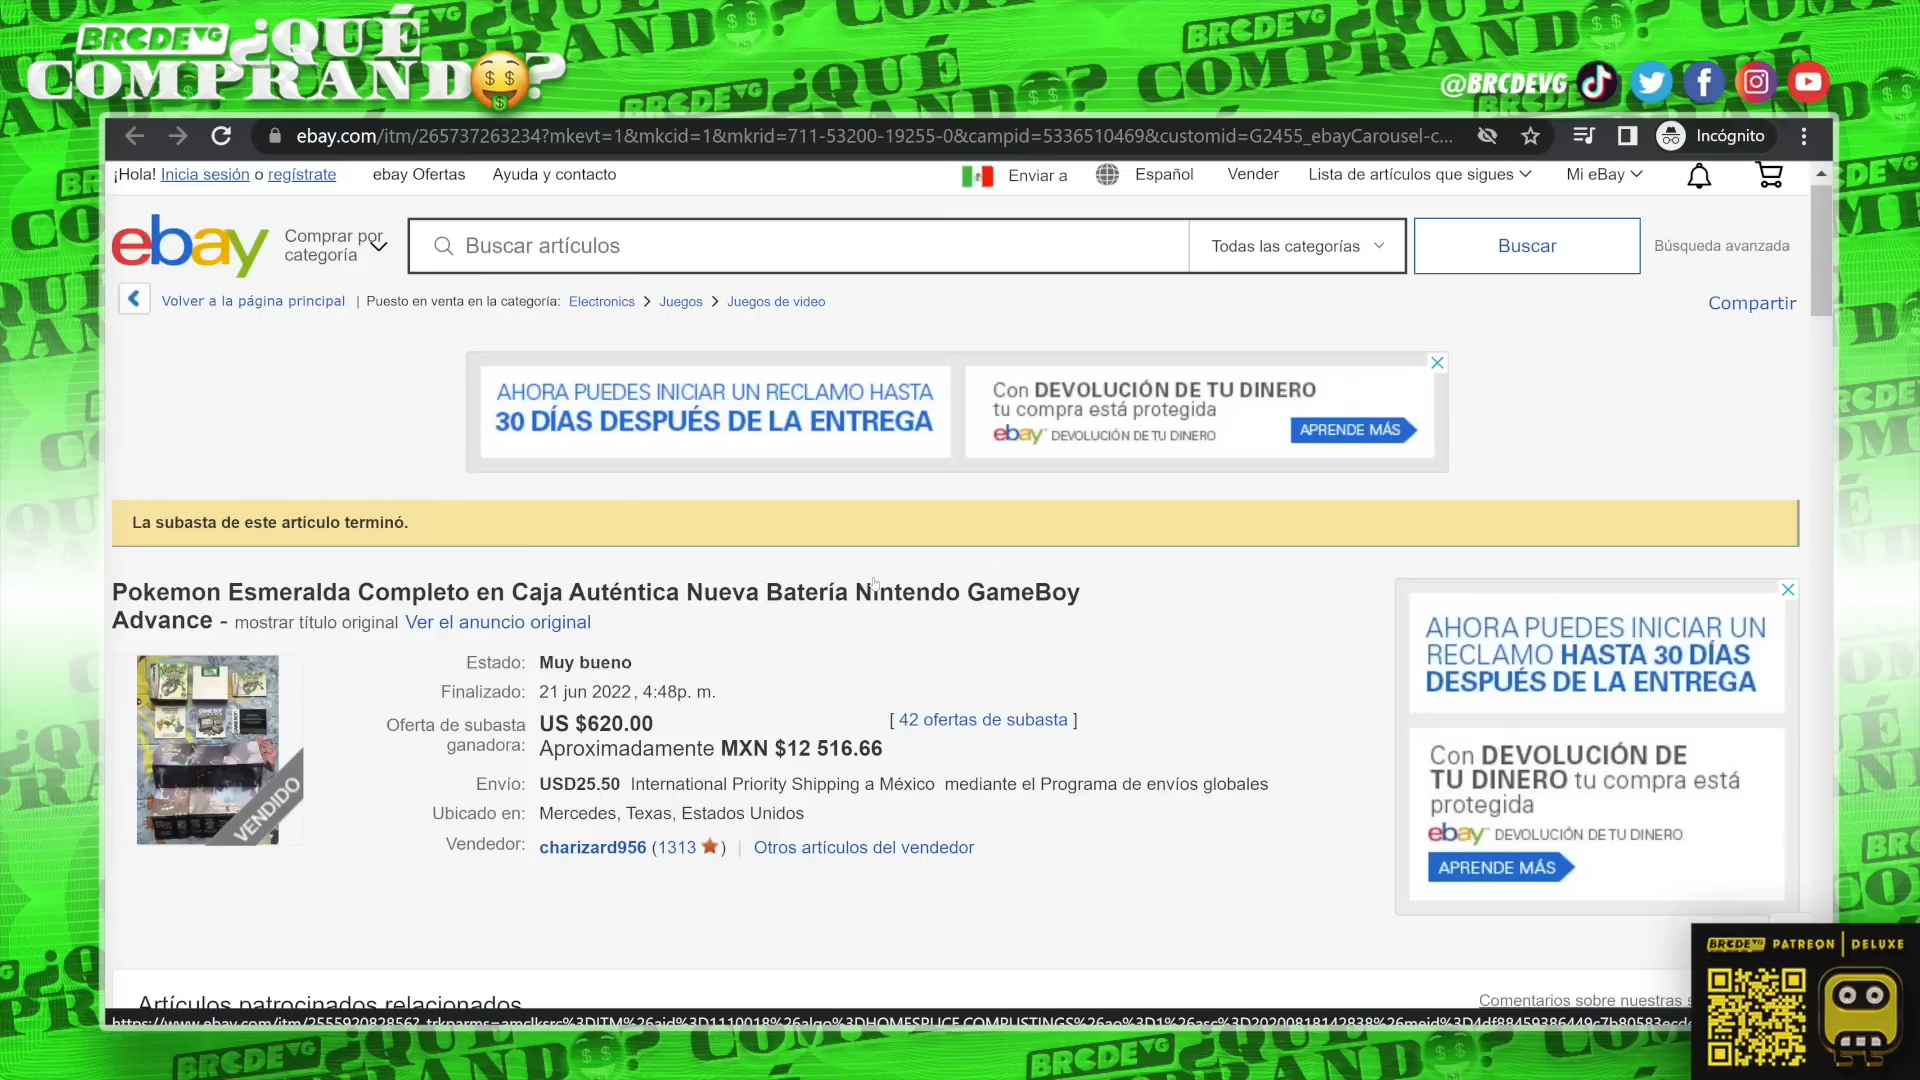 BRCDEVG ¿QUÉ
COMPRANDO?
@BRCDEVG
ebay.com/itm/265737263234?mkevt=1&mkcid=1&mkrid=711-53200-19255-0&campid=5336510469&customid=G2455_ebayCarousel-c...
Incógnito
¡Hola! Inicia sesión o regístrate ebay Ofertas Ayuda y contacto Enviar a Español Vender Lista de artículos que sigues Mi eBay
ebay Comprar por categoría Buscar artículos Todas las categorías Buscar Búsqueda avanzada
Volver a la página principal | Puesto en venta en la categoría: Electronics > Juegos > Juegos de video Compartir
AHORA PUEDES INICIAR UN RECLAMO HASTA
30 DÍAS DESPUÉS DE LA ENTREGA
Con DEVOLUCIÓN DE TU DINERO
tu compra está protegida
ebay DEVOLUCIÓN DE TU DINERO
APRENDE MÁS
La subasta de este artículo terminó.
Pokemon Esmeralda Completo en Caja Auténtica Nueva Batería Nintendo GameBoy
Advance - mostrar título original Ver el anuncio original
VENDIDO
Estado: Muy bueno
Finalizado: 21 jun 2022 , 4:48p. m.
Oferta de subasta ganadora: US $620.00 [ 42 ofertas de subasta ]
Aproximadamente MXN $12 516.66
Envío: USD25.50 International Priority Shipping a México mediante el Programa de envíos globales
Ubicado en: Mercedes, Texas, Estados Unidos
Vendedor: charizard956 (1313 ) | Otros artículos del vendedor
AHORA PUEDES INICIAR UN
RECLAMO HASTA 30 DÍAS
DESPUÉS DE LA ENTREGA
Con DEVOLUCIÓN DE
TU DINERO tu compra está
protegida
ebay DEVOLUCIÓN DE TU DINERO
APRENDE MÁS
Artículos patrocinados relacionados
Comentarios sobre nuestras
BRCDEVG PATREON | DELUXE